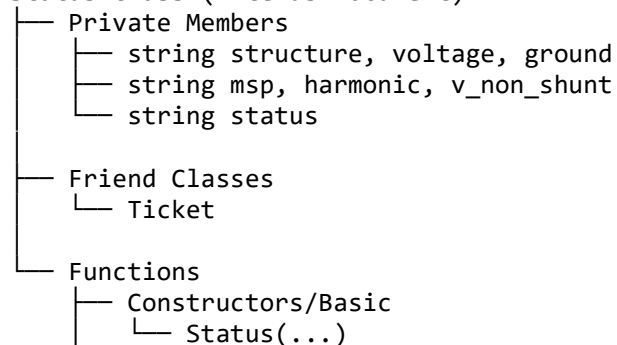 ├── Private Members
│   ├── string structure, voltage, ground
│   ├── string msp, harmonic, v_non_shunt
│   └── string status
│
├── Friend Classes
│   └── Ticket
│
└── Functions
    ├── Constructors/Basic
    │   └── Status(...)